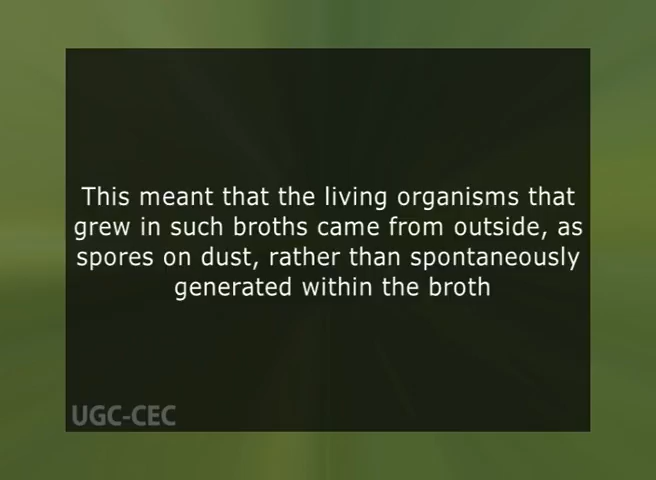 This meant that the living organisms that
grew in such broths came from outside, as
spores on dust, rather than spontaneously
generated within the broth
UGC-CEC